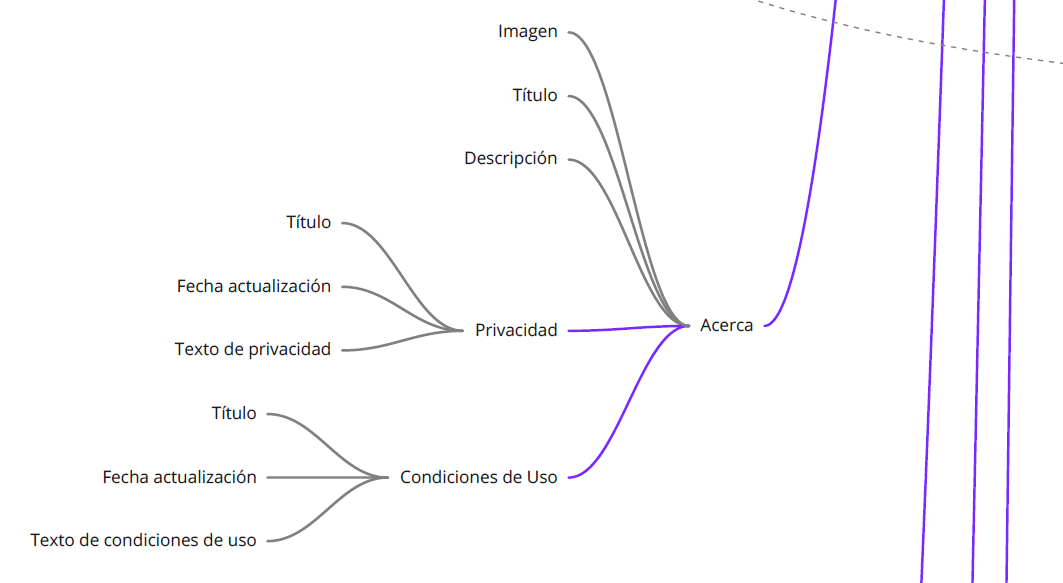 Imagen
Título
Descripción
Título
Fecha actualización
Texto de privacidad
Privacidad
Acerca
Título
Fecha actualización
Texto de condiciones de uso
Condiciones de Uso